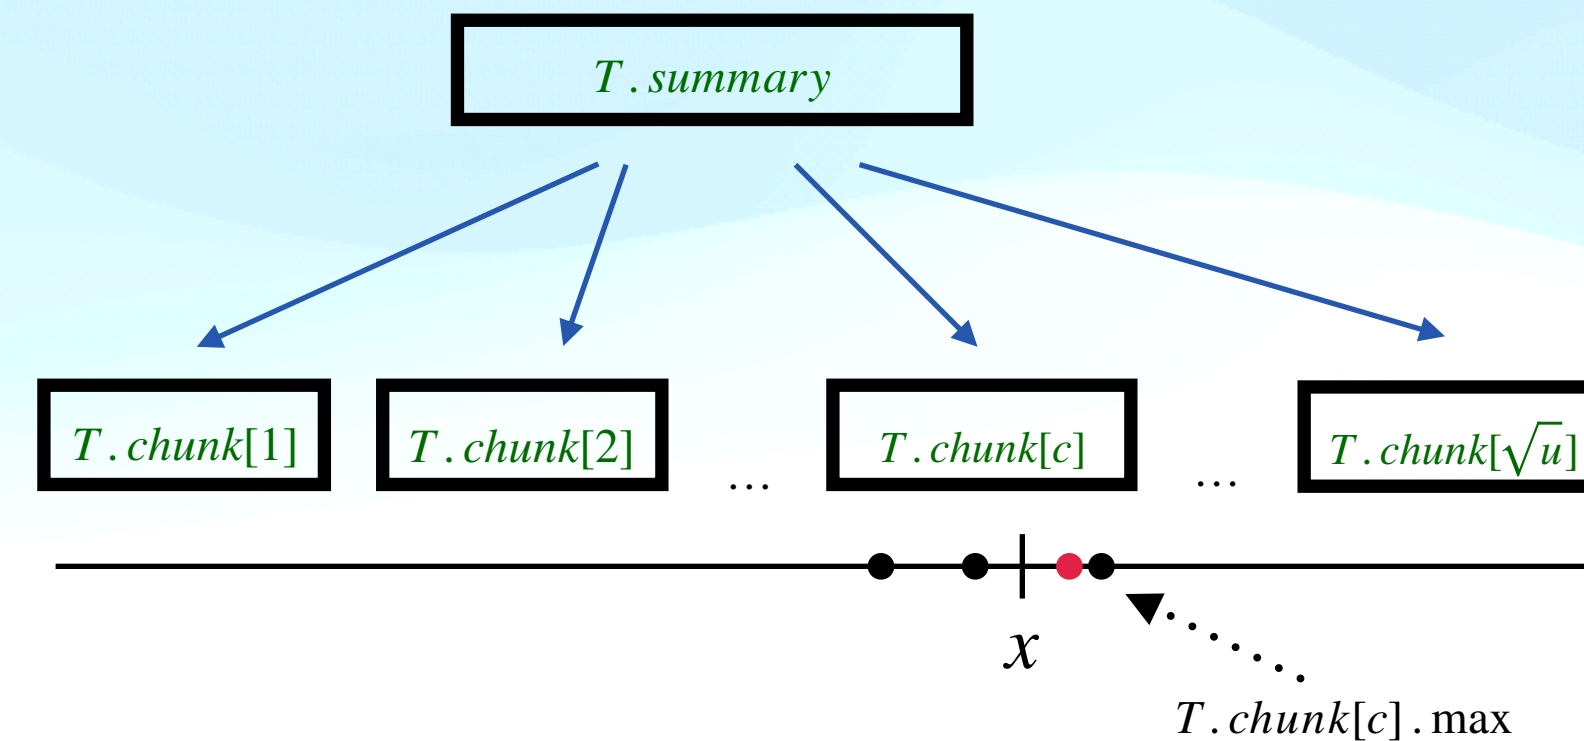 T.summary
T.chunk[1] T.chunk[2] ... T.chunk[c] ... T.chunk[√u]
x
T.chunk[c].max